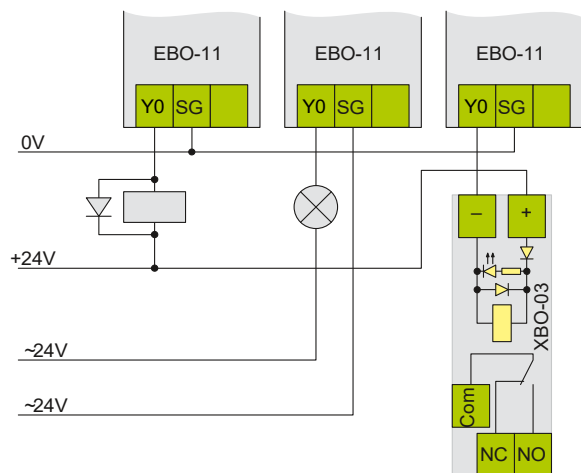 EBO-11 EBO-11 EBO-11
Y0 SG Y0 SG Y0 SG
0V
– +
+24V
XBO-03
~24V
~24V
Com
NC NO